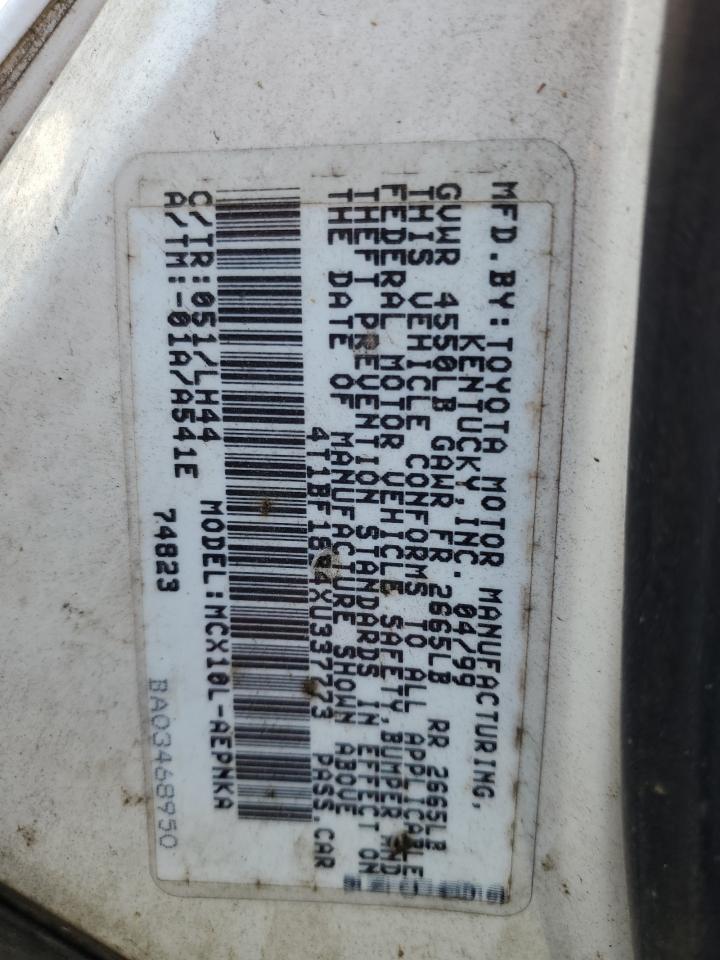 MFD.BY:TOYOTA MOTOR MANUFACTURING,
KENTUCKY,INC. 04/99
GVWR 4550LB GAWR FR 2665LB RR 2665LB
THIS VEHICLE CONFORMS TO ALL APPLICABLE
FEDERAL MOTOR VEHICLE SAFETY,BUMPER AND
THEFT PREVENTION STANDARDS IN EFFECT ON
THE DATE OF MANUFACTURE SHOWN ABOVE
PASS.CAR
MODEL:MCX10L-AEPNKA
C/TR:051/LH44
A/TM:-01A/A541E 74823
BA03468950